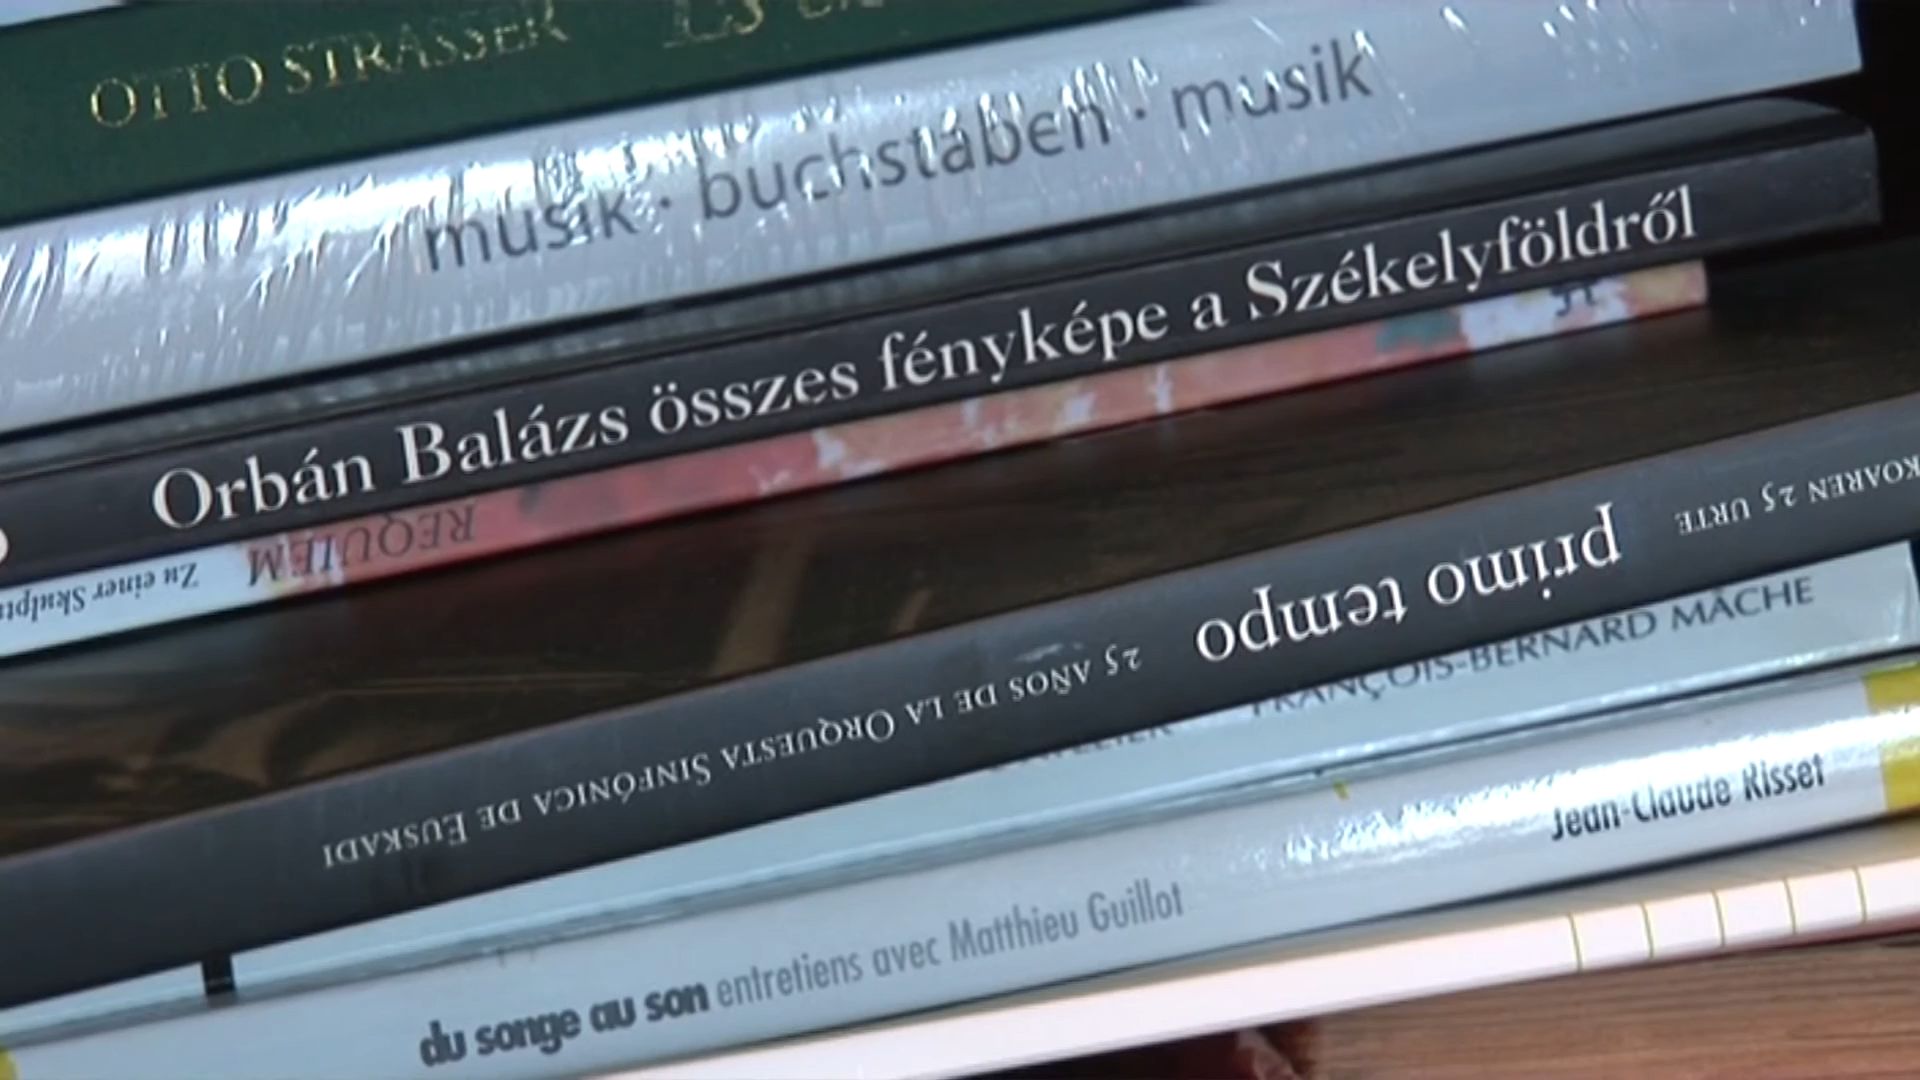 OTTO STRASSER
musik · buchstaben · musik
Orbán Balázs összes fényképe a Székelyföldről
REQUIEM
Zu einer
primo tempo
25 URTE
25 AÑOS DE LA ORQUESTA SINFÓNICA DE EUSKADI
FRANÇOIS-BERNARD MÂCHE
Jean-Claude Risset
du songe au son entretiens avec Matthieu Guillot